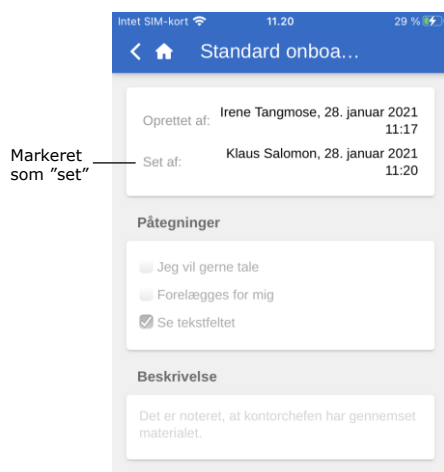 Intet SIM-kort 11.20 29 %
Standard onboa...
Oprettet af: Irene Tangmose, 28. januar 2021
11:17
Markeret
som ”set”
Set af: Klaus Salomon, 28. januar 2021
11:20
Påtegninger
Jeg vil gerne tale
Forelægges for mig
Se tekstfeltet
Beskrivelse
Det er noteret, at kontorchefen har gennemset
materialet.